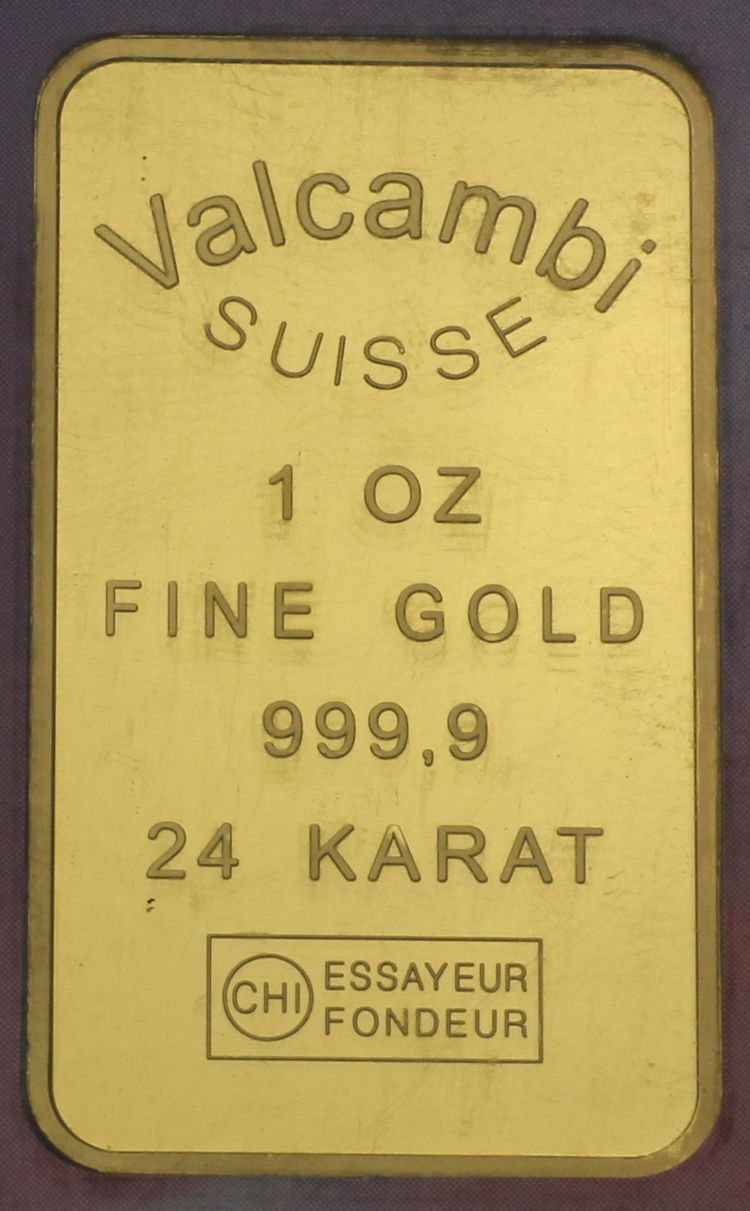 Valcambi
SUISSE
1 OZ
FINE GOLD
999,9
24 KARAT
CHI ESSAYEUR
FONDEUR